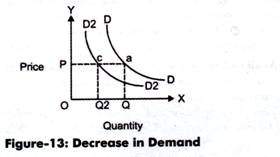 Y
D2 D
Price P c a
D
D2
O Q2 Q X
Quantity
Figure-13: Decrease in Demand